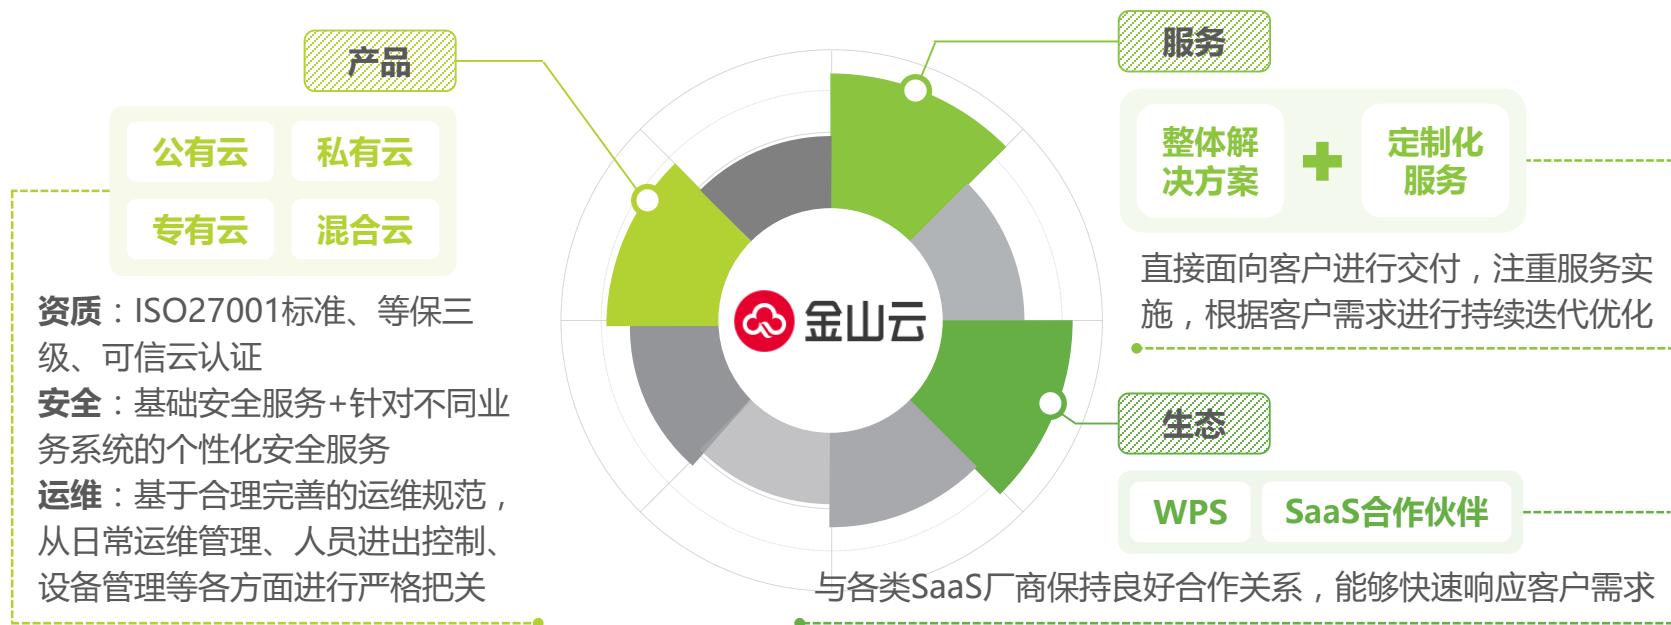 产品
公有云
私有云
专有云
混合云
资质：ISO27001标准、等保三
级、可信云认证
安全：基础安全服务+针对不同业
务系统的个性化安全服务
运维：基于合理完善的运维规范，
从日常运维管理、人员进出控制、
设备管理等各方面进行严格把关
金山云
服务
整体解
决方案
定制化
服务
直接面向客户进行交付，注重服务实
施，根据客户需求进行持续迭代优化
生态
WPS
SaaS合作伙伴
与各类SaaS厂商保持良好合作关系，能够快速响应客户需求